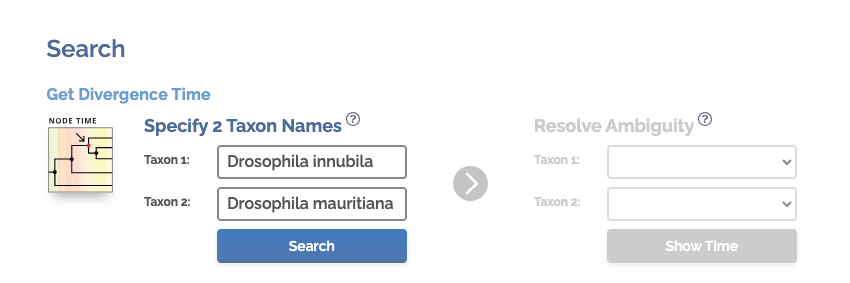 Search
Get Divergence Time
NODE TIME
Specify 2 Taxon Names ?
Taxon 1: Drosophila innubila
Taxon 2: Drosophila mauritiana
Search
Resolve Ambiguity ?
Taxon 1:
Taxon 2:
Show Time